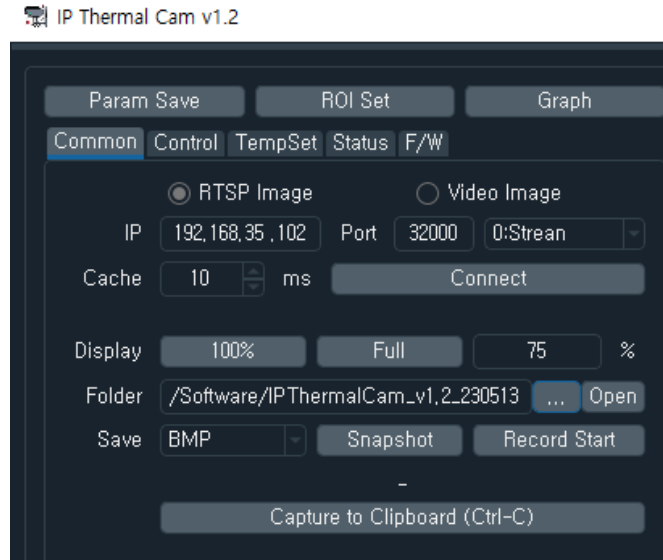 IP Thermal Cam v1.2
Param Save ROI Set Graph
Common Control TempSet Status F/W
RTSP Image Video Image
IP 192,168,35 ,102 Port 32000 0:Strean
Cache 10 ms Connect
Display 100% Full 75 %
Folder /Software/IPThermalCam_v1,2_230513 ... Open
Save BMP Snapshot Record Start
-
Capture to Clipboard (Ctrl-C)